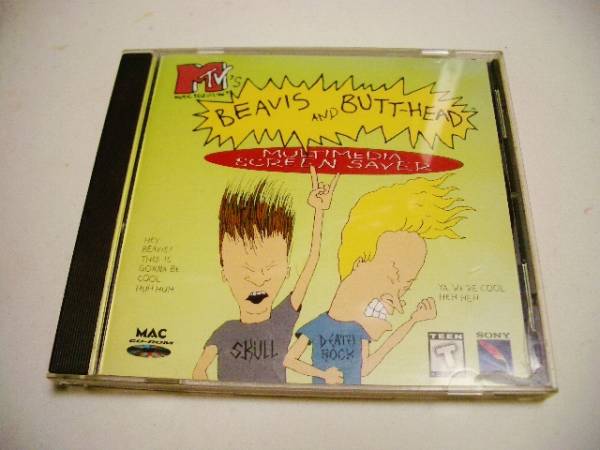 MTV'S
BEAVIS AND BUTT-HEAD
MULTIMEDIA
SCREEN SAVER
HEY
BEAVIS!
THIS IS
GONNA BE
COOL
HUH HUH
YA. WE'RE COOL
HEH HEH
SKULL
DEATH
ROCK
MAC
CD-ROM
TEEN
T
SONY